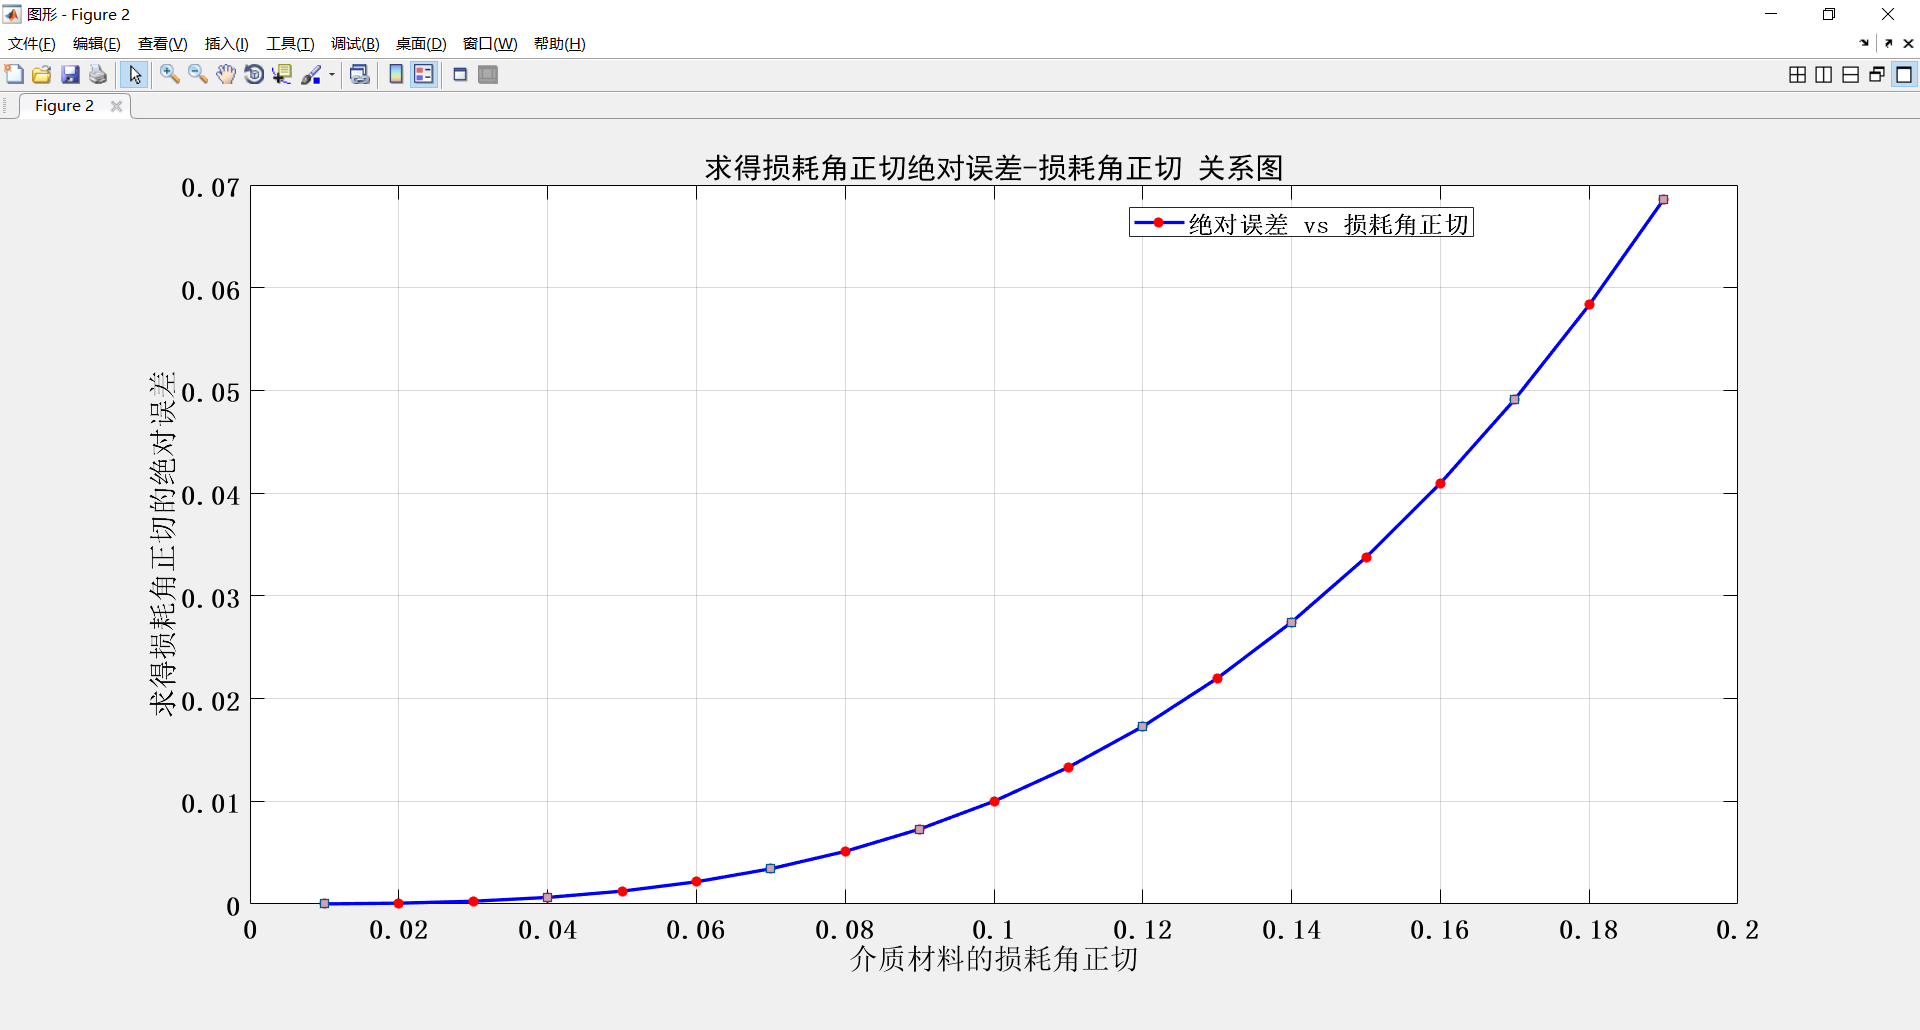 图形 - Figure 2
文件(F) 编辑(E) 查看(V) 插入(I) 工具(T) 调试(B) 桌面(D) 窗口(W) 帮助(H)
Figure 2
求得损耗角正切绝对误差-损耗角正切 关系图
绝对误差 vs 损耗角正切
求得损耗角正切的绝对误差
0.07
0.06
0.05
0.04
0.03
0.02
0.01
0
0 0.02 0.04 0.06 0.08 0.1 0.12 0.14 0.16 0.18 0.2
介质材料的损耗角正切